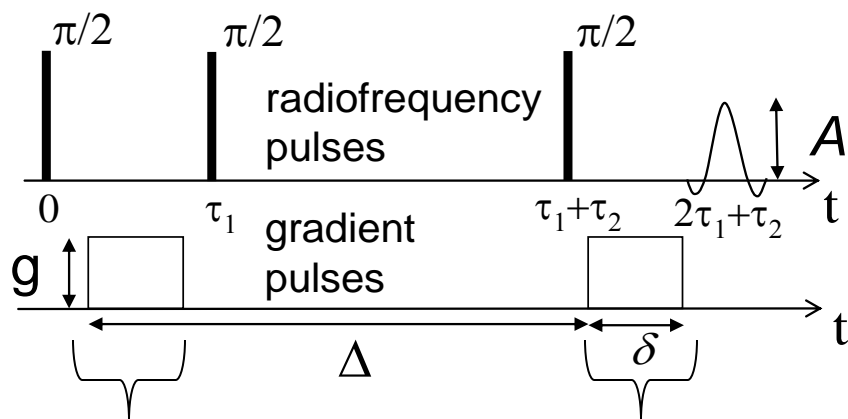 π/2 π/2 π/2
radiofrequency
pulses
A
0 τ₁ τ₁+τ₂ 2τ₁+τ₂ t
gradient
pulses
g
t
Δ δ